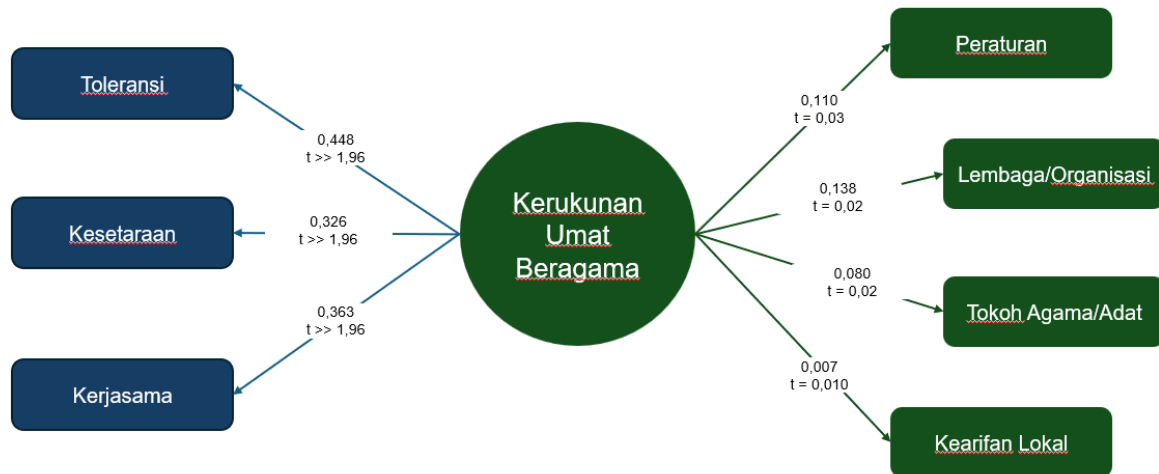 Toleransi
Kesetaraan
Kerjasama
0,448
t >> 1,96
0,326
t >> 1,96
0,363
t >> 1,96
Kerukunan
Umat
Beragama
0,110
t = 0,03
0,138
t = 0,02
0,080
t = 0,02
0,007
t = 0,010
Peraturan
Lembaga/Organisasi
Tokoh Agama/Adat
Kearifan Lokal